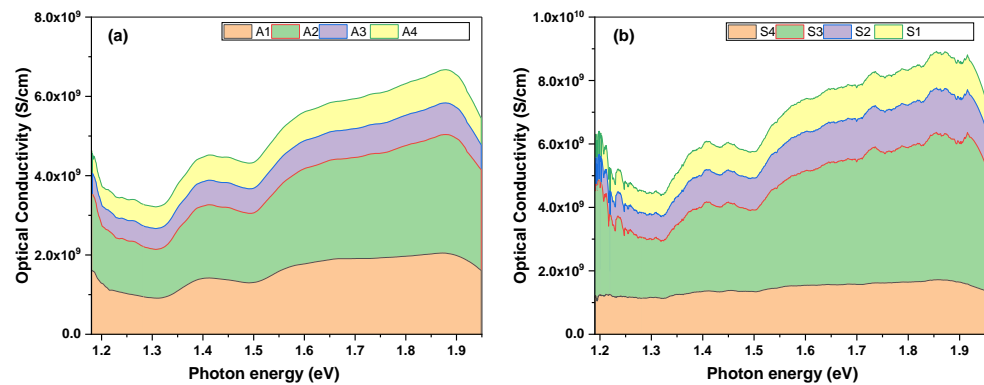 (a)
A1 A2 A3 A4
8.0x10⁹
6.0x10⁹
4.0x10⁹
2.0x10⁹
0.0
Optical Conductivity (S/cm)
1.2 1.3 1.4 1.5 1.6 1.7 1.8 1.9
Photon energy (eV)
(b)
S4 S3 S2 S1
1.0x10¹⁰
8.0x10⁹
6.0x10⁹
4.0x10⁹
2.0x10⁹
0.0
Optical Conductivity (S/cm)
1.2 1.3 1.4 1.5 1.6 1.7 1.8 1.9
Photon energy (eV)